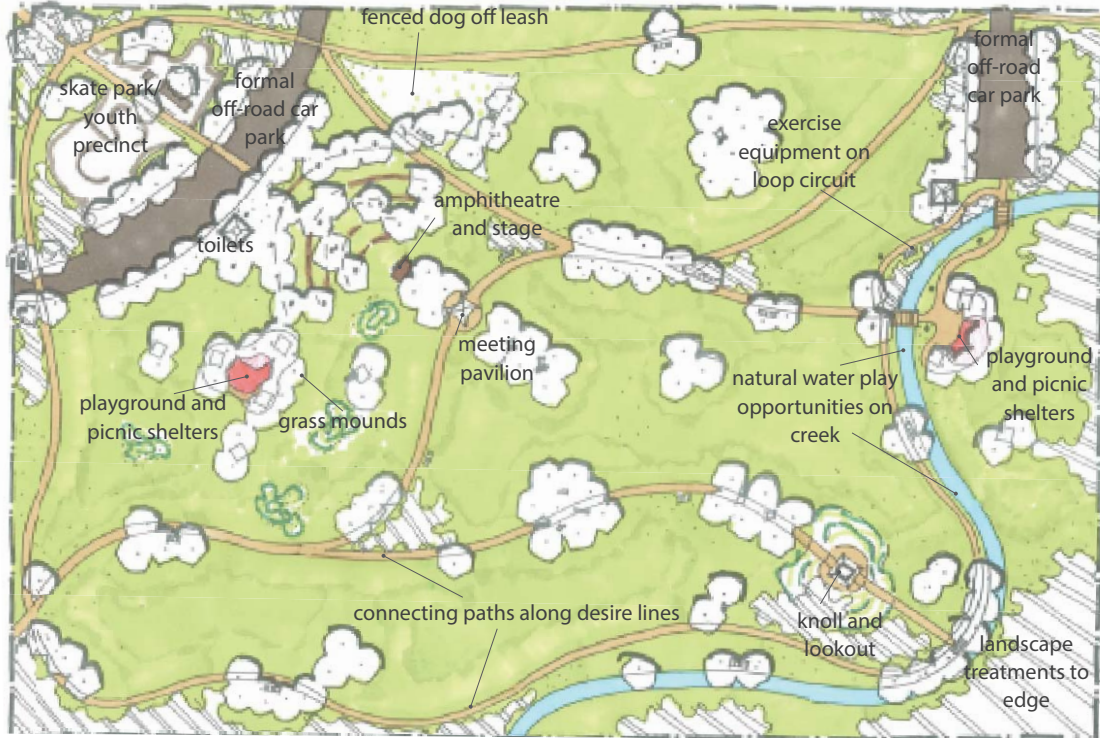 fenced dog off leash
skate park/
youth
precinct
formal
off-road car
park
formal
off-road
car park
exercise
equipment on
loop circuit
amphitheatre
and stage
toilets
meeting
pavilion
playground and
picnic shelters
grass mounds
natural water play
opportunities on
creek
playground
and picnic
shelters
connecting paths along desire lines
knoll and
lookout
landscape
treatments to
edge